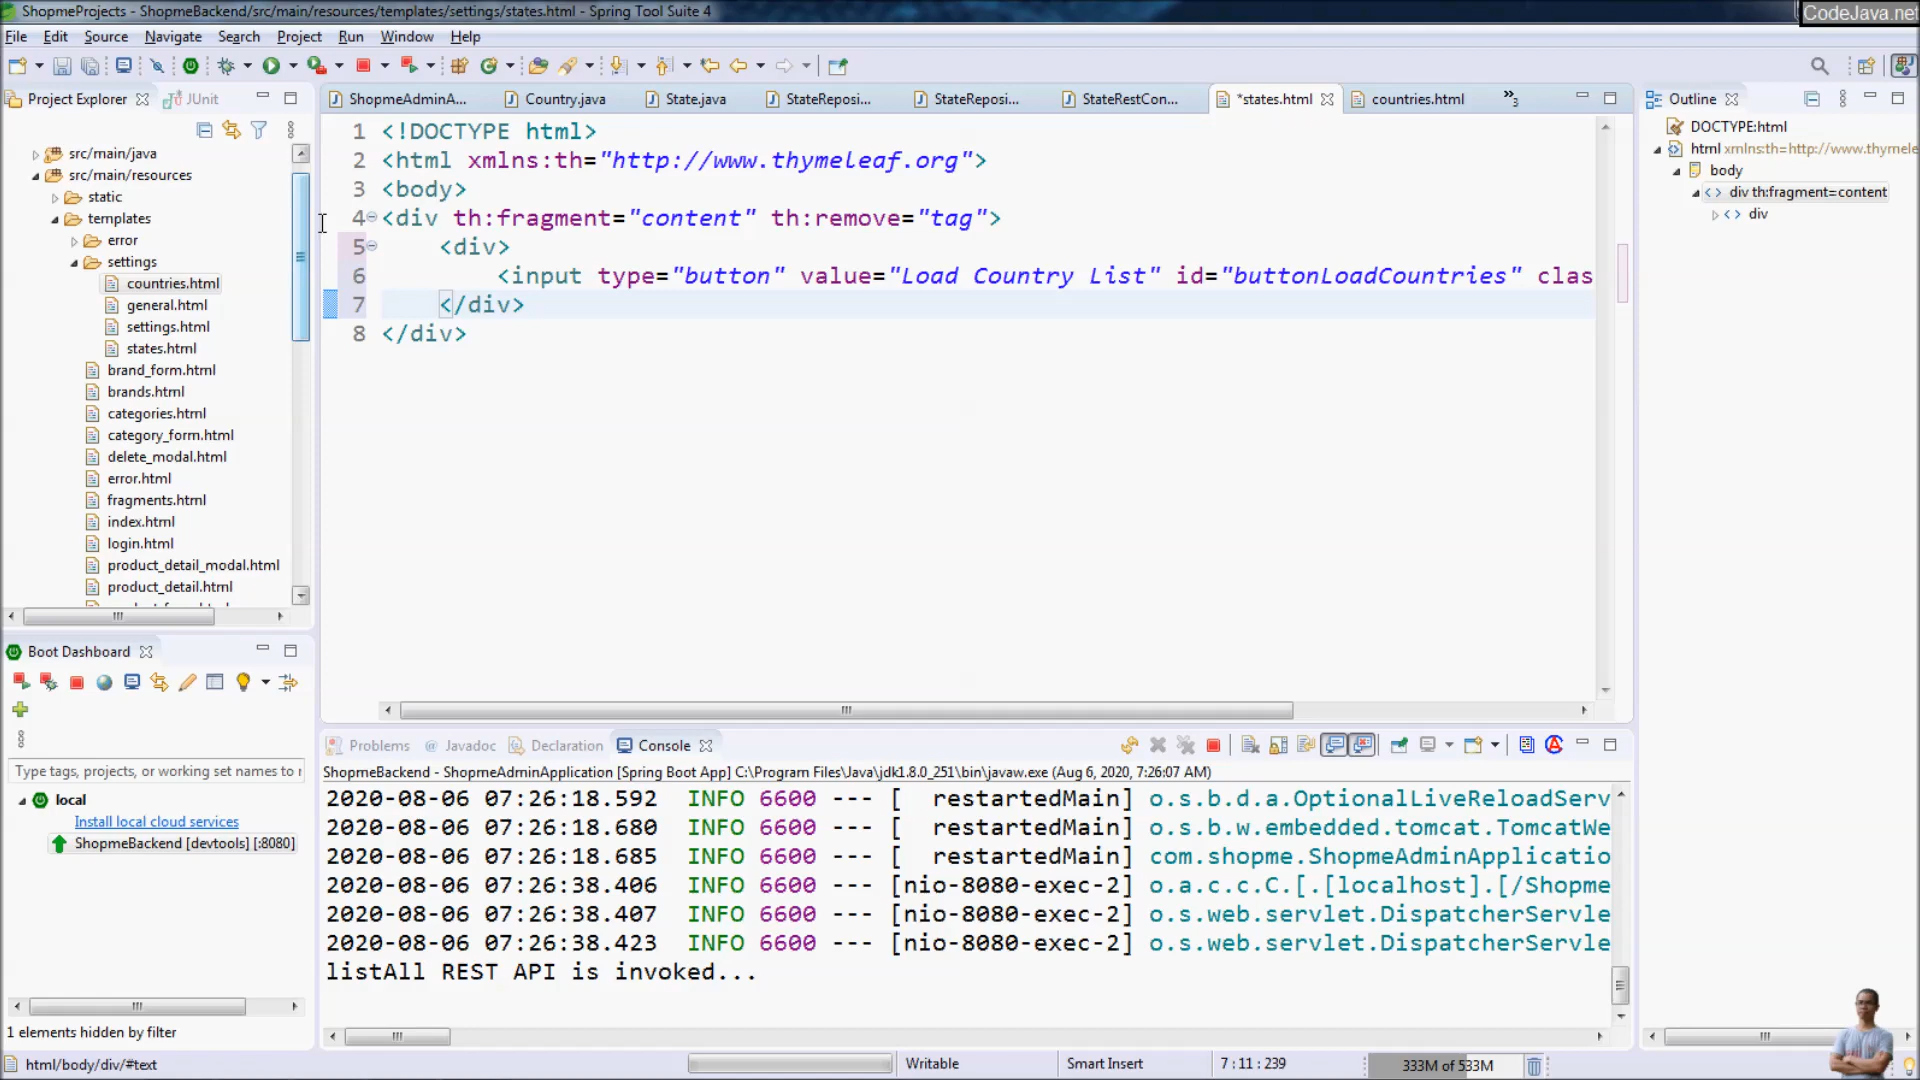 ShopmeProjects - ShopmeBackend/src/main/resources/templates/settings/states.html - Spring Tool Suite 4
CodeJava.net
File Edit Source Navigate Search Project Run Window Help
Project Explorer
JUnit
src/main/java
src/main/resources
static
templates
error
settings
countries.html
general.html
settings.html
states.html
brand_form.html
brands.html
categories.html
category_form.html
delete_modal.html
error.html
fragments.html
index.html
login.html
product_detail_modal.html
product_detail.html
ShopmeAdminA...
Country.java
State.java
StateReposi...
StateReposi...
StateRestCon...
*states.html
countries.html
»3
1 <!DOCTYPE html>
2 <html xmlns:th="http://www.thymeleaf.org">
3 <body>
4 <div th:fragment="content" th:remove="tag">
5 <div>
6 <input type="button" value="Load Country List" id="buttonLoadCountries" clas
7 </div>
8 </div>
Outline
DOCTYPE:html
html xmlns:th=http://www.thymele
body
div th:fragment=content
div
Boot Dashboard
Type tags, projects, or working set names to r
local
Install local cloud services
ShopmeBackend [devtools] [:8080]
1 elements hidden by filter
Problems
@ Javadoc
Declaration
Console
ShopmeBackend - ShopmeAdminApplication [Spring Boot App] C:\Program Files\Java\jdk1.8.0_251\bin\javaw.exe (Aug 6, 2020, 7:26:07 AM)
2020-08-06 07:26:18.592 INFO 6600 --- [ restartedMain] o.s.b.d.a.OptionalLiveReloadServ
2020-08-06 07:26:18.680 INFO 6600 --- [ restartedMain] o.s.b.w.embedded.tomcat.TomcatWe
2020-08-06 07:26:18.685 INFO 6600 --- [ restartedMain] com.shopme.ShopmeAdminApplicatio
2020-08-06 07:26:38.406 INFO 6600 --- [nio-8080-exec-2] o.a.c.c.C.[.[localhost].[/Shopme
2020-08-06 07:26:38.407 INFO 6600 --- [nio-8080-exec-2] o.s.web.servlet.DispatcherServle
2020-08-06 07:26:38.423 INFO 6600 --- [nio-8080-exec-2] o.s.web.servlet.DispatcherServle
listAll REST API is invoked...
html/body/div/#text
Writable
Smart Insert
7 : 11 : 239
333M of 533M